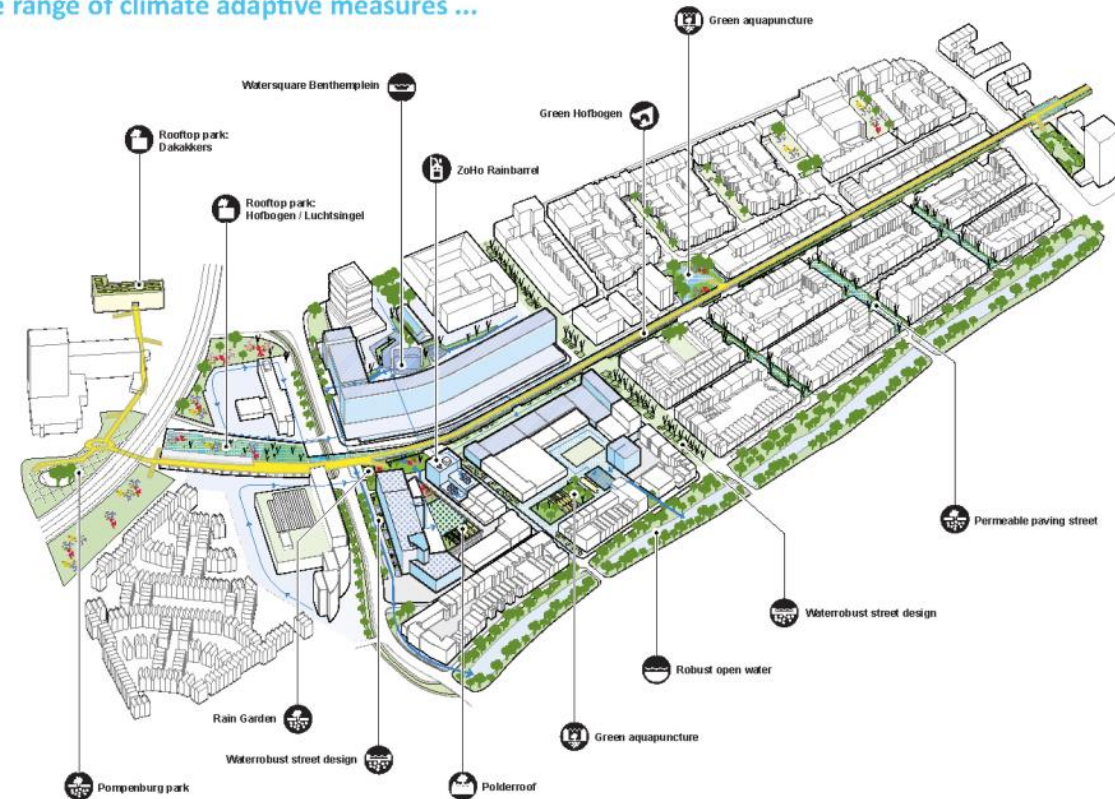 e range of climate adaptive measures ...
Green aquapuncture
Watersquare Benthemplein
Green Hofbogen
Rooftop park:
Dakakkers
ZoHo Rainbarrel
Rooftop park:
Hofbogen / Luchtsingel
Permeable paving street
Waterrobust street design
Robust open water
Rain Garden
Green aquapuncture
Waterrobust street design
Pompenburg park
Polderroof